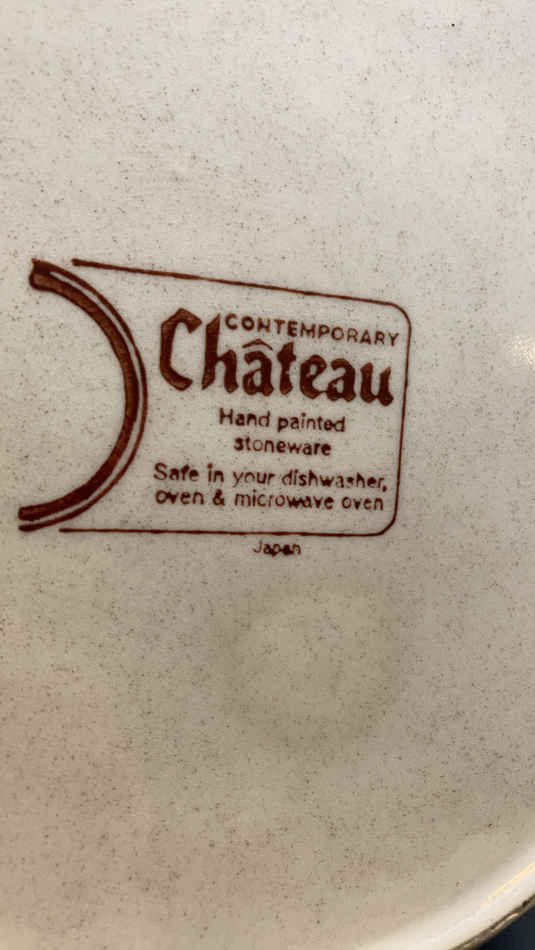 CONTEMPORARY
Château
Hand painted
stoneware
Safe in your dishwasher,
oven & microwave oven
Japan